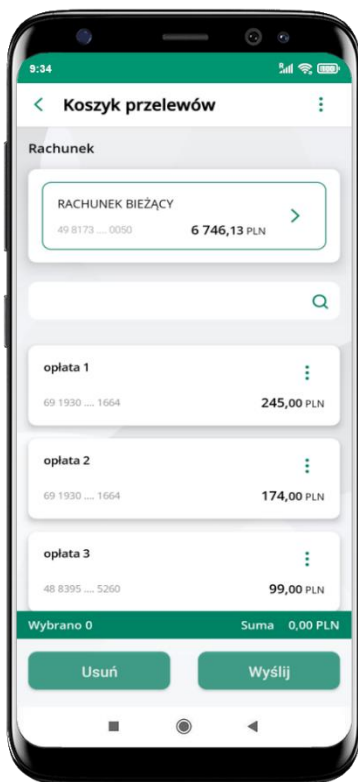 9:34
Koszyk przelewów
Rachunek
RACHUNEK BIEŻĄCY
49 8173 .... 0050 6 746,13 PLN
opłata 1
69 1930 .... 1664 245,00 PLN
opłata 2
69 1930 .... 1664 174,00 PLN
opłata 3
48 8395 .... 5260 99,00 PLN
Wybrano 0 Suma 0,00 PLN
Usuń Wyślij